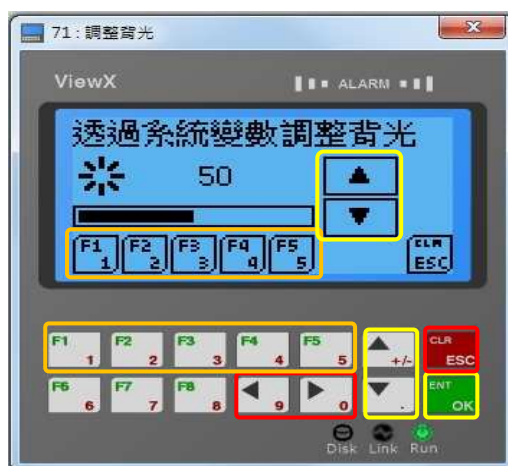 71 : 調整背光
ViewX
ALARM
透過系統變數調整背光
50
F1 1 F2 2 F3 3 F4 4 F5 5 CLR ESC
F1 1 F2 2 F3 3 F4 4 F5 5 +/- CLR ESC
F6 6 F7 7 F8 8 9 0 . ENT OK
Disk Link Run